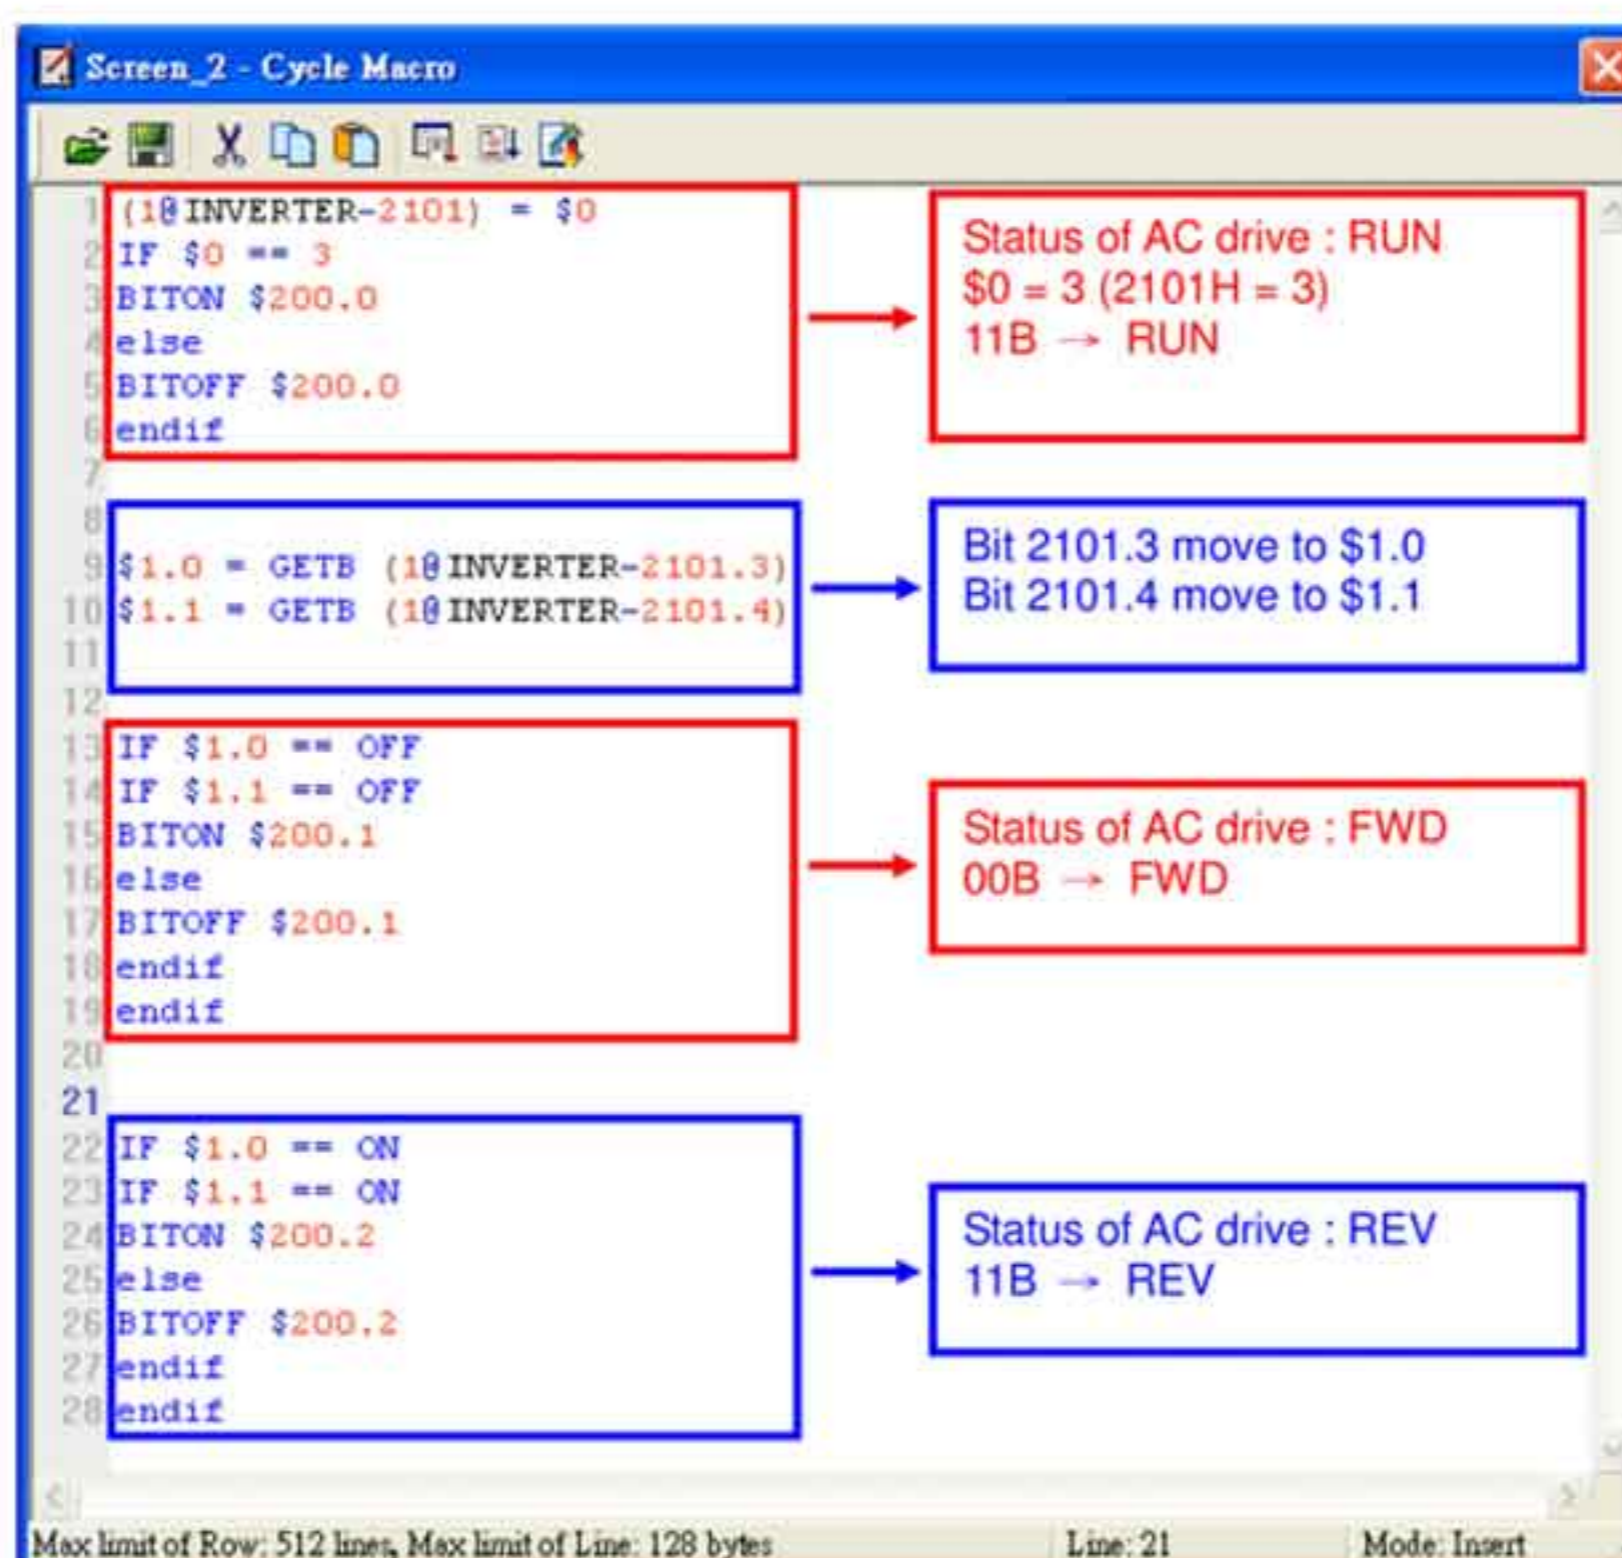 Screen_2 - Cycle Macro
1 (1@INVERTER-2101) = $0
2 IF $0 == 3
3 BITON $200.0
4 else
5 BITOFF $200.0
6 endif
7
Status of AC drive : RUN
$0 = 3 (2101H = 3)
11B → RUN
8
9 $1.0 = GETB (1@INVERTER-2101.3)
10 $1.1 = GETB (1@INVERTER-2101.4)
11
12
Bit 2101.3 move to $1.0
Bit 2101.4 move to $1.1
13 IF $1.0 == OFF
14 IF $1.1 == OFF
15 BITON $200.1
16 else
17 BITOFF $200.1
18 endif
19 endif
20
21
Status of AC drive : FWD
00B → FWD
22 IF $1.0 == ON
23 IF $1.1 == ON
24 BITON $200.2
25 else
26 BITOFF $200.2
27 endif
28 endif
Status of AC drive : REV
11B → REV
Max limit of Row: 512 lines, Max limit of Line: 128 bytes Line: 21 Mode: Insert